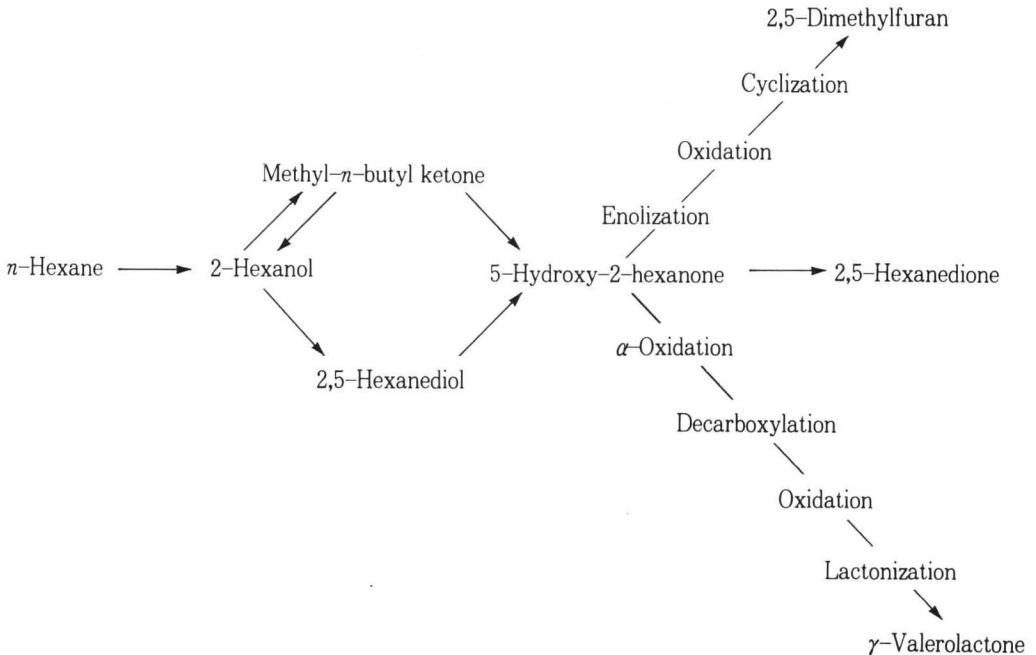 2,5-Dimethylfuran
Cyclization
Oxidation
Methyl-n-butyl ketone
Enolization
n-Hexane
2-Hexanol
5-Hydroxy-2-hexanone
2,5-Hexanedione
α-Oxidation
2,5-Hexanediol
Decarboxylation
Oxidation
Lactonization
γ-Valerolactone